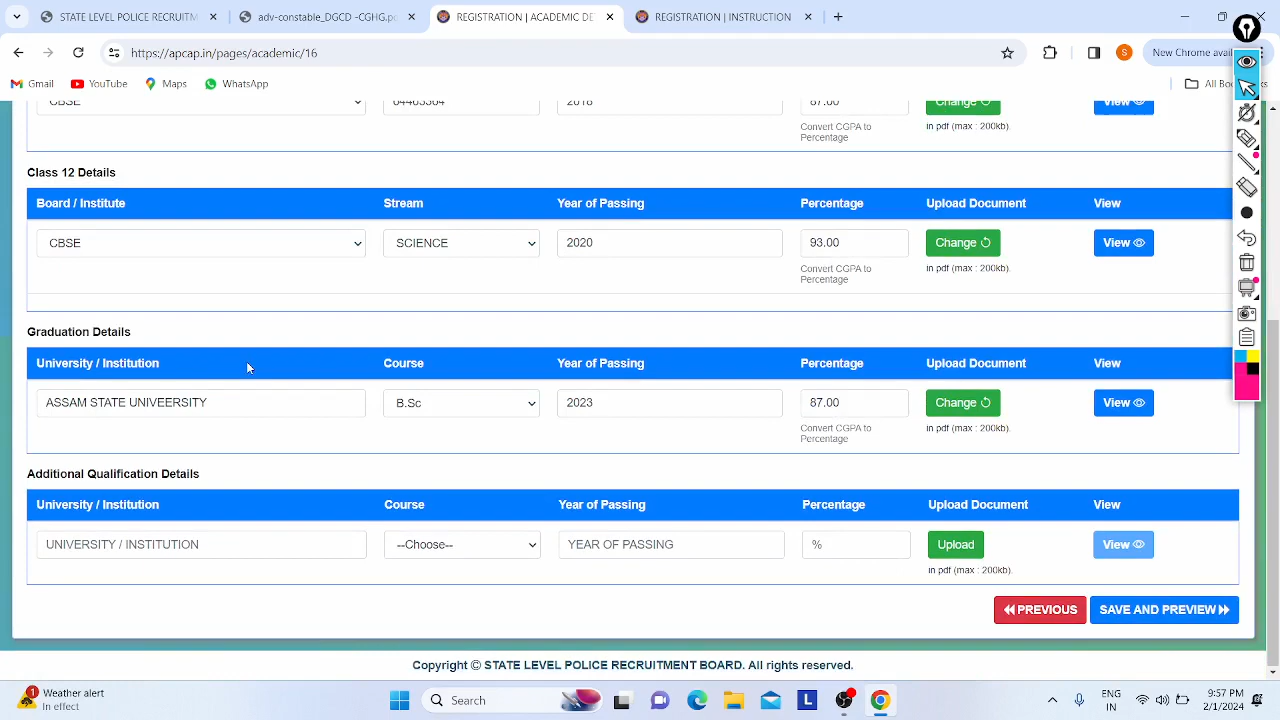 STATE LEVEL POLICE RECRUITM
adv-constable_DGCD -CGHG.p
REGISTRATION | ACADEMIC DE
REGISTRATION | INSTRUCTION
https://apcap.in/pages/academic/16
New Chrome avail
Gmail
YouTube
Maps
WhatsApp
All Bo
CBSE
2018
87.00
Change
View
Convert CGPA to
Percentage
in pdf (max : 200kb).
Class 12 Details
Board / Institute Stream Year of Passing Percentage Upload Document View
CBSE SCIENCE 2020 93.00 Change View
Convert CGPA to
Percentage
in pdf (max : 200kb).
Graduation Details
University / Institution Course Year of Passing Percentage Upload Document View
ASSAM STATE UNIVEERSITY B.Sc 2023 87.00 Change View
Convert CGPA to
Percentage
in pdf (max : 200kb).
Additional Qualification Details
University / Institution Course Year of Passing Percentage Upload Document View
UNIVERSITY / INSTITUTION --Choose-- YEAR OF PASSING % Upload View
in pdf (max : 200kb).
PREVIOUS SAVE AND PREVIEW
Copyright © STATE LEVEL POLICE RECRUITMENT BOARD. All rights reserved.
1
Weather alert
In effect
Search
ENG
IN
9:57 PM
2/1/2024